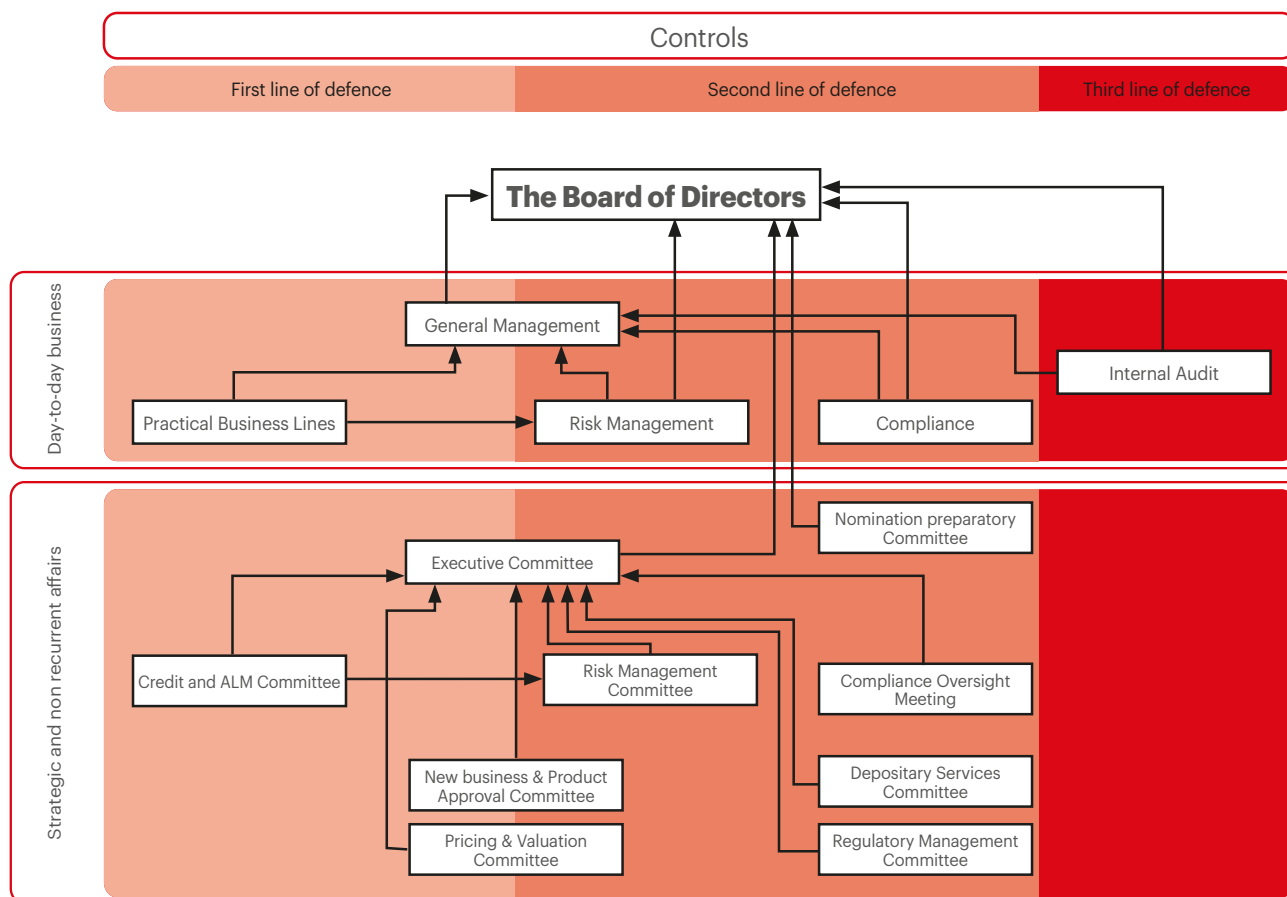 Controls
First line of defence
Second line of defence
Third line of defence
The Board of Directors
Day-to-day business
General Management
Internal Audit
Practical Business Lines
Risk Management
Compliance
Strategic and non recurrent affairs
Nomination preparatory
Committee
Executive Committee
Credit and ALM Committee
Risk Management
Committee
Compliance Oversight
Meeting
New business & Product
Approval Committee
Depositary Services
Committee
Pricing & Valuation
Committee
Regulatory Management
Committee